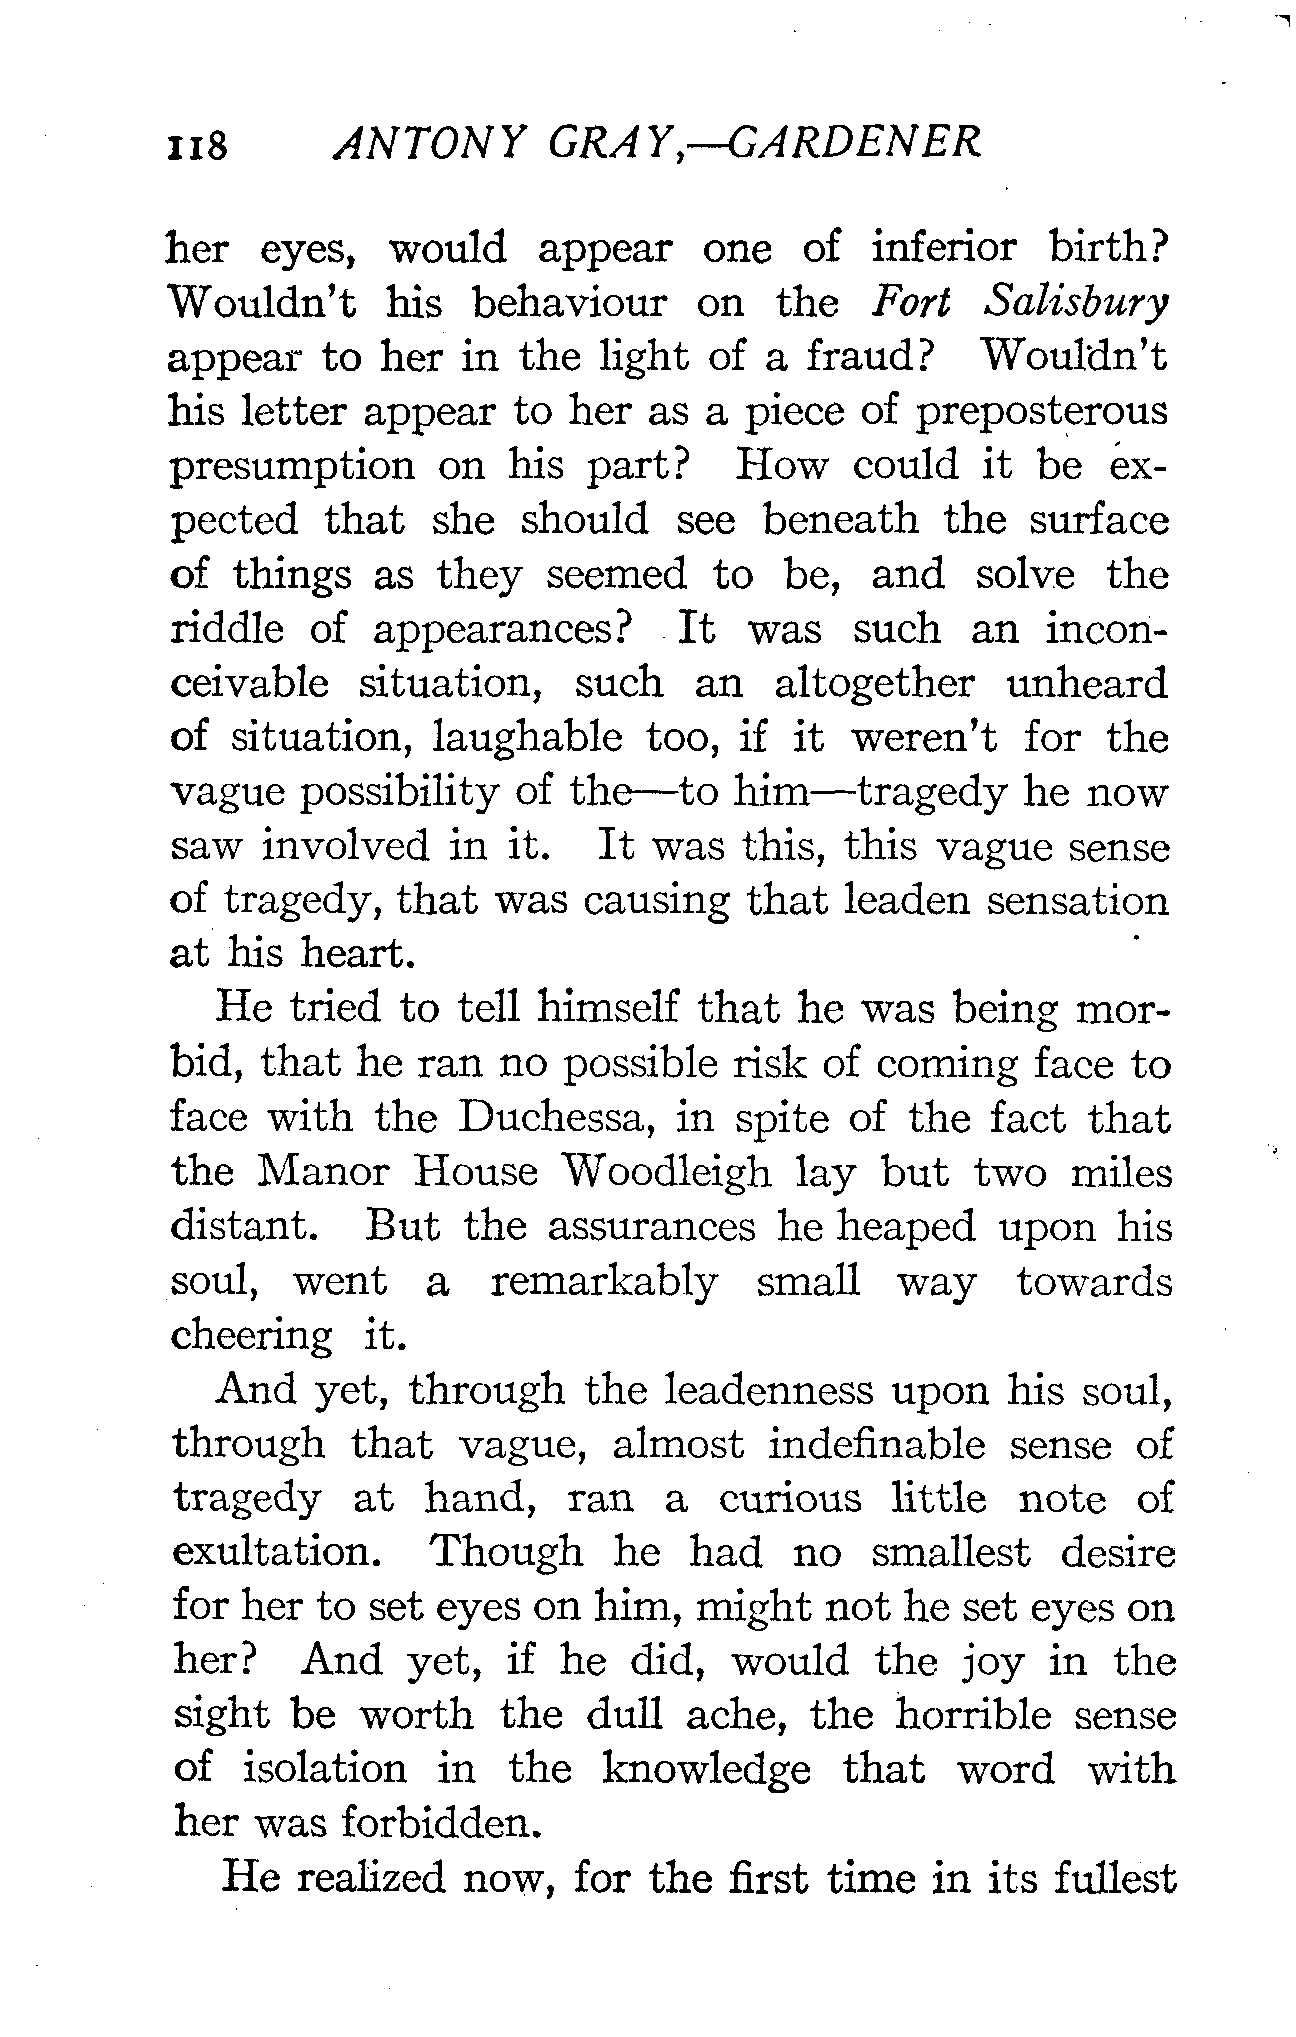 118 ANTONY GRAY,—GARDENER
her eyes, would appear one of inferior birth?
Wouldn't his behaviour on the Fort Salisbury
appear to her in the light of a fraud? Wouldn't
his letter appear to her as a piece of preposterous
presumption on his part? How could it be ex-
pected that she should see beneath the surface
of things as they seemed to be, and solve the
riddle of appearances? It was such an incon-
ceivable situation, such an altogether unheard
of situation, laughable too, if it weren't for the
vague possibility of the—to him—tragedy he now
saw involved in it. It was this, this vague sense
of tragedy, that was causing that leaden sensation
at his heart.
He tried to tell himself that he was being mor-
bid, that he ran no possible risk of coming face to
face with the Duchessa, in spite of the fact that
the Manor House Woodleigh lay but two miles
distant. But the assurances he heaped upon his
soul, went a remarkably small way towards
cheering it.
And yet, through the leadenness upon his soul,
through that vague, almost indefinable sense of
tragedy at hand, ran a curious little note of
exultation. Though he had no smallest desire
for her to set eyes on him, might not he set eyes on
her? And yet, if he did, would the joy in the
sight be worth the dull ache, the horrible sense
of isolation in the knowledge that word with
her was forbidden.
He realized now, for the first time in its fullest